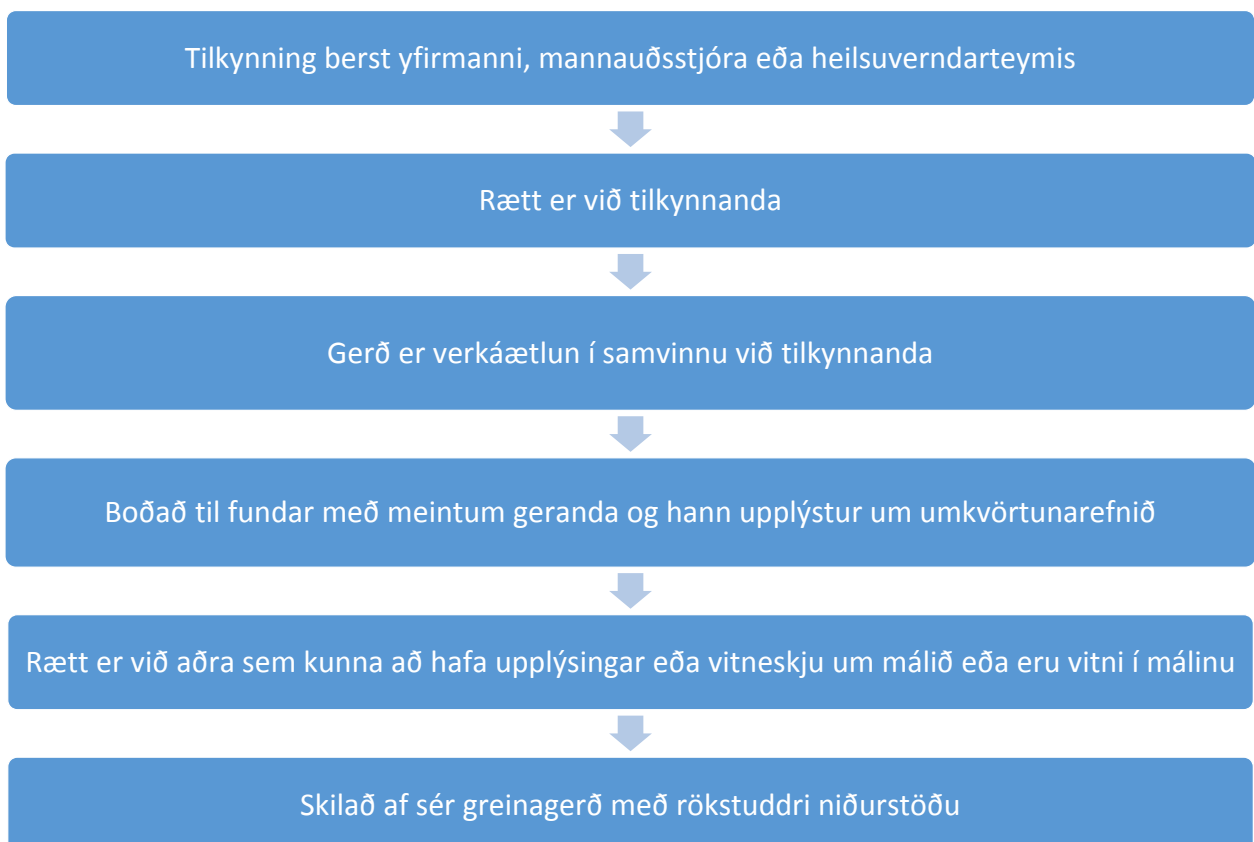 Tilkynning berst yfirmanni, mannauðsstjóra eða heilsuverndarteymis
Rætt er við tilkynnanda
Gerð er verkáætlun í samvinnu við tilkynnanda
Boðað til fundar með meintum geranda og hann upplýstur um umkvörtunarefnið
Rætt er við aðra sem kunna að hafa upplýsingar eða vitneskju um málið eða eru vitni í málinu
Skilað af sér greinagerð með rökstuddri niðurstöðu